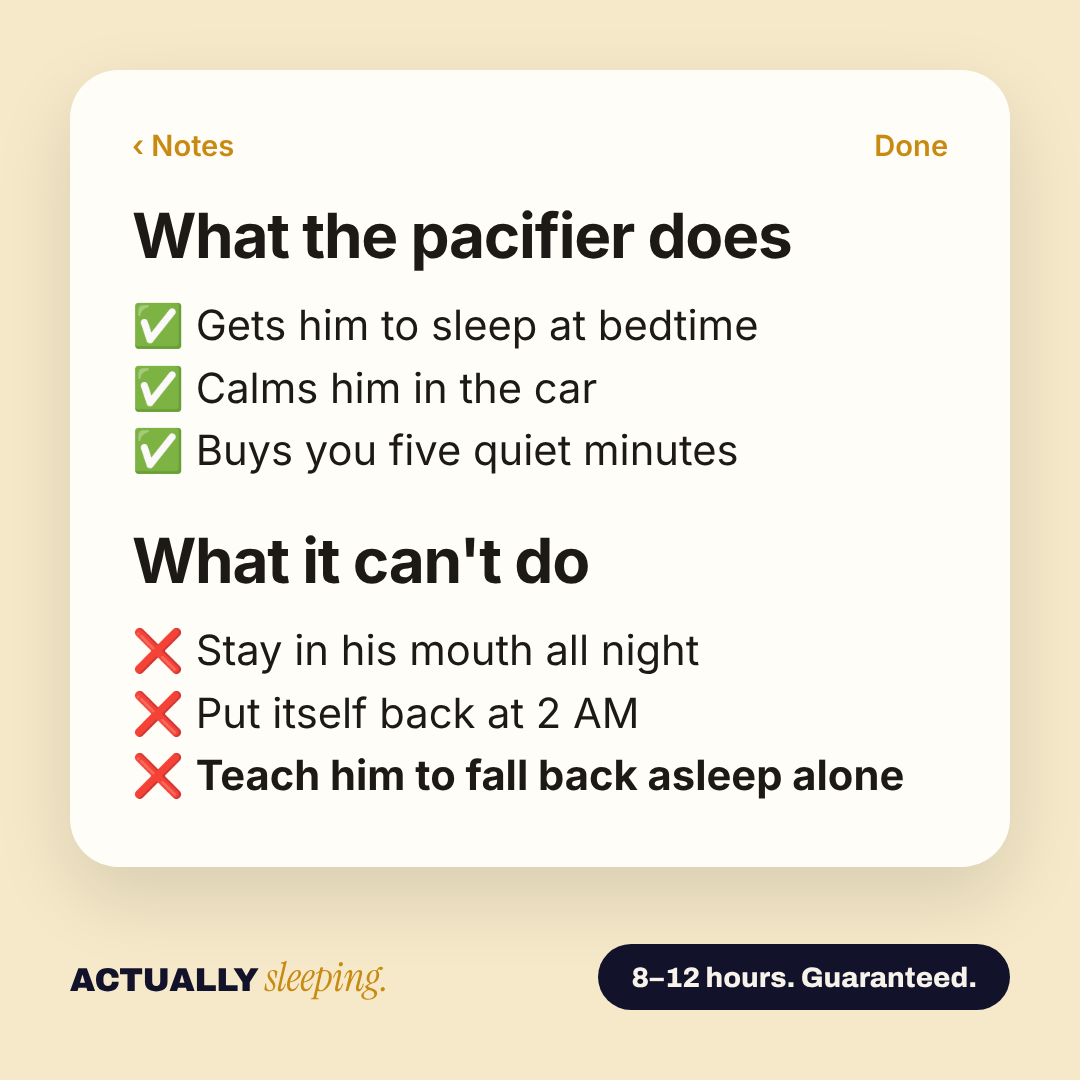 ‹ Notes
Done
What the pacifier does
✅ Gets him to sleep at bedtime
✅ Calms him in the car
✅ Buys you five quiet minutes
What it can't do
❌ Stay in his mouth all night
❌ Put itself back at 2 AM
❌ Teach him to fall back asleep alone
ACTUALLY sleeping.
8–12 hours. Guaranteed.